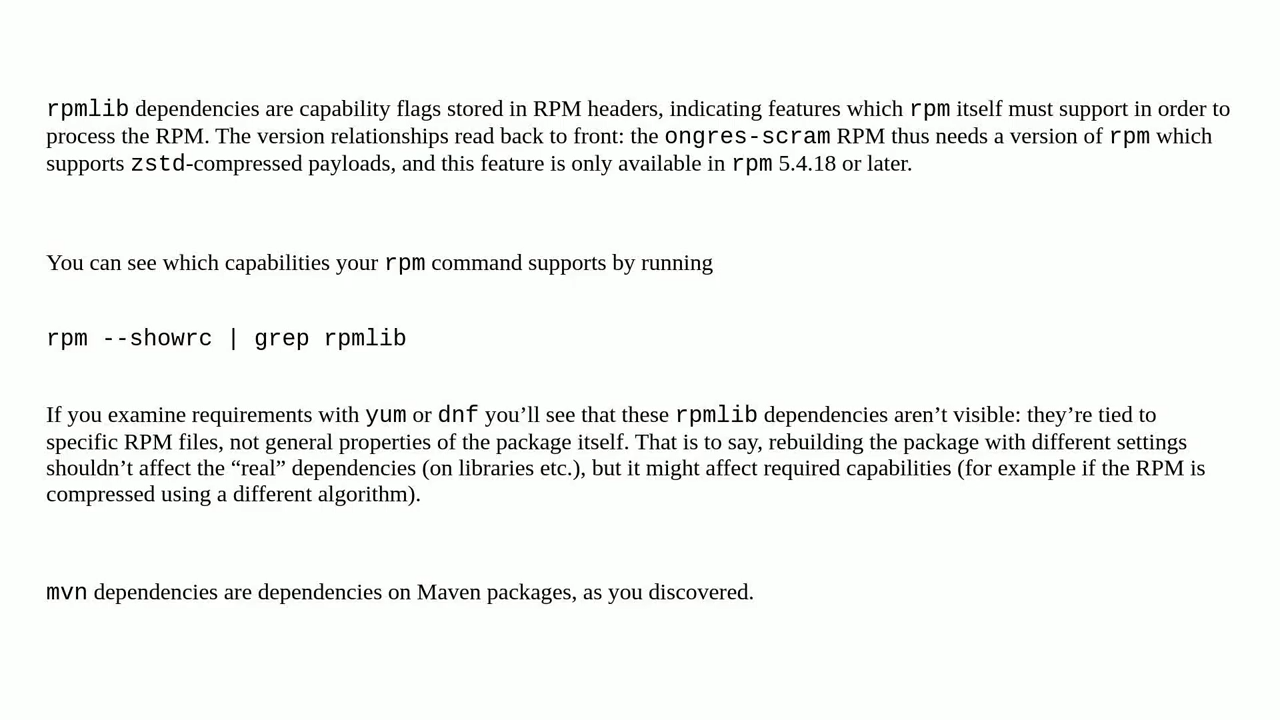 rpmlib dependencies are capability flags stored in RPM headers, indicating features which rpm itself must support in order to
process the RPM. The version relationships read back to front: the ongres-scram RPM thus needs a version of rpm which
supports zstd-compressed payloads, and this feature is only available in rpm 5.4.18 or later.
You can see which capabilities your rpm command supports by running
rpm --showrc | grep rpmlib
If you examine requirements with yum or dnf you’ll see that these rpmlib dependencies aren’t visible: they’re tied to
specific RPM files, not general properties of the package itself. That is to say, rebuilding the package with different settings
shouldn’t affect the “real” dependencies (on libraries etc.), but it might affect required capabilities (for example if the RPM is
compressed using a different algorithm).
mvn dependencies are dependencies on Maven packages, as you discovered.